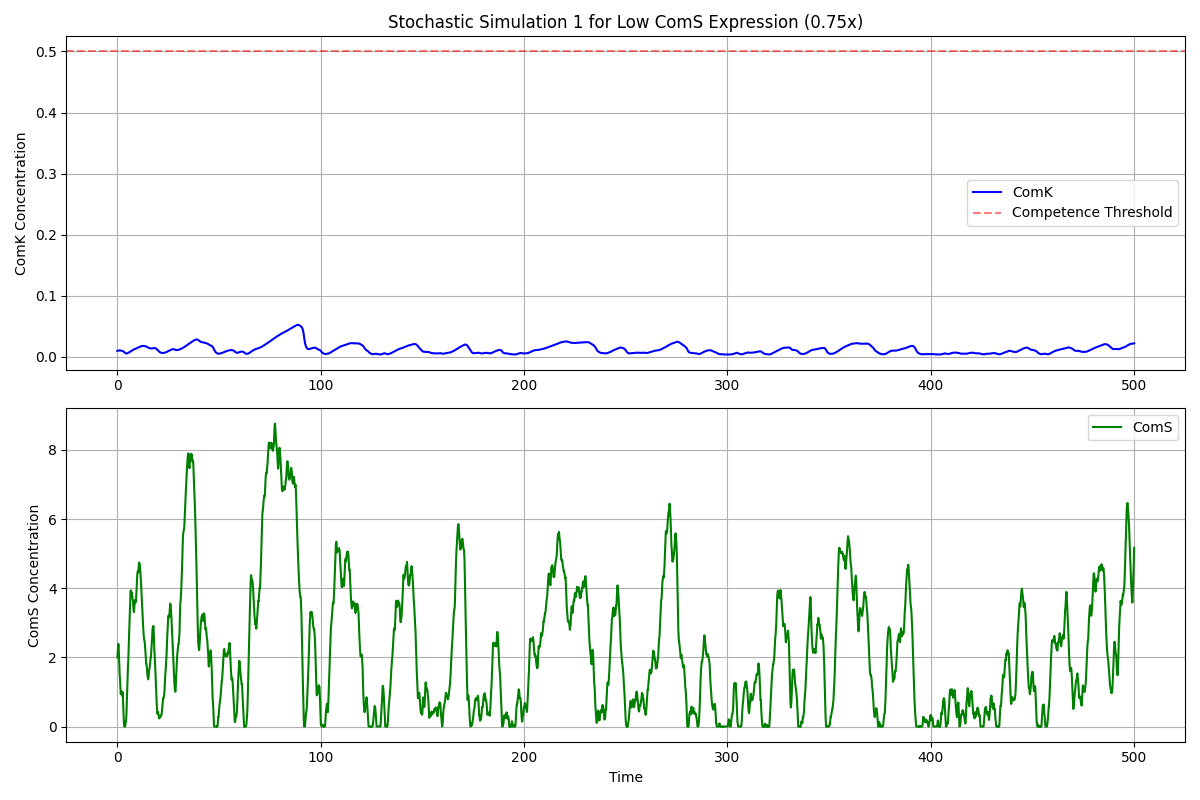 Stochastic Simulation 1 for Low ComS Expression (0.75x)
ComK Concentration
0.5
0.4
0.3
0.2
0.1
0.0
ComK
Competence Threshold
0 100 200 300 400 500
ComS Concentration
8
6
4
2
0
ComS
0 100 200 300 400 500
Time